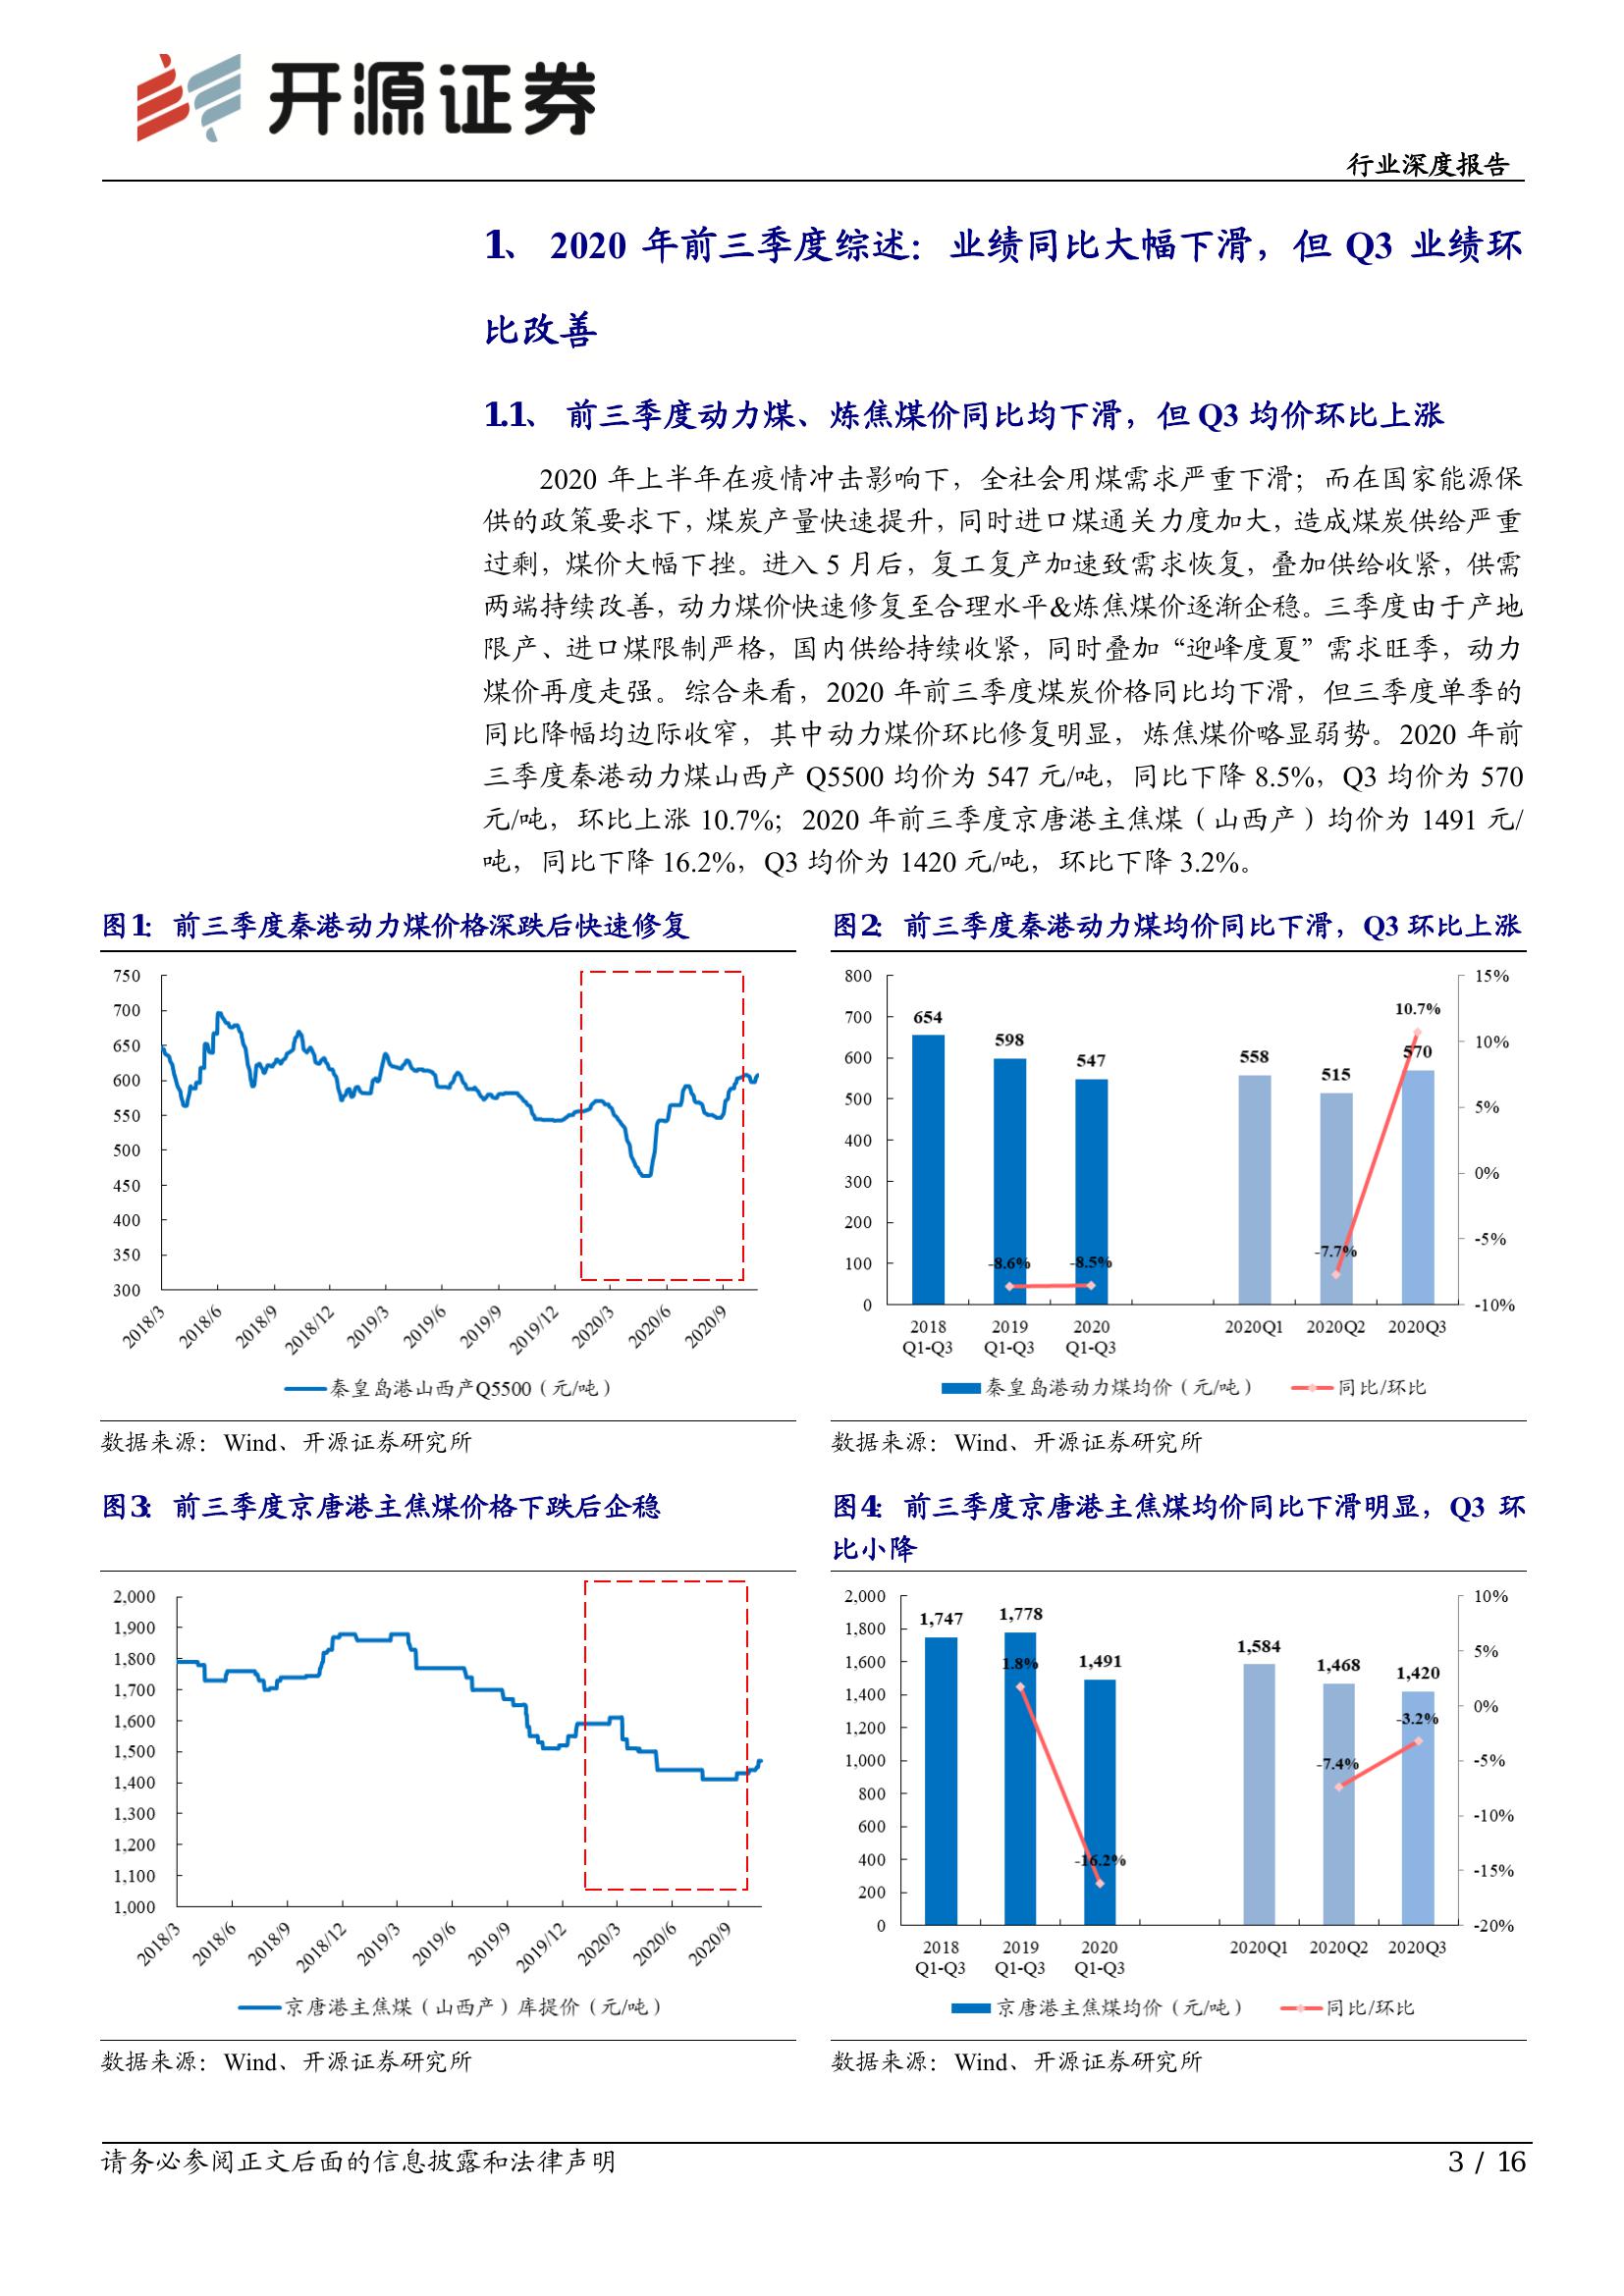 开源证券
行业深度报告
1、 2020 年前三季度综述：业绩同比大幅下滑，但 Q3 业绩环
比改善
1.1、 前三季度动力煤、炼焦煤价同比均下滑，但 Q3 均价环比上涨
2020 年上半年在疫情冲击影响下，全社会用煤需求严重下滑；而在国家能源保
供的政策要求下，煤炭产量快速提升，同时进口煤通关力度加大，造成煤炭供给严重
过剩，煤价大幅下挫。进入 5 月后，复工复产加速致需求恢复，叠加供给收紧，供需
两端持续改善，动力煤价快速修复至合理水平&炼焦煤价逐渐企稳。三季度由于产地
限产、进口煤限制严格，国内供给持续收紧，同时叠加“迎峰度夏”需求旺季，动力
煤价再度走强。综合来看，2020 年前三季度煤炭价格同比均下滑，但三季度单季的
同比降幅均边际收窄，其中动力煤价环比修复明显，炼焦煤价略显弱势。2020 年前
三季度秦港动力煤山西产 Q5500 均价为 547 元/吨，同比下降 8.5%，Q3 均价为 570
元/吨，环比上涨 10.7%；2020 年前三季度京唐港主焦煤（山西产）均价为 1491 元/
吨，同比下降 16.2%，Q3 均价为 1420 元/吨，环比下降 3.2%。
图1： 前三季度秦港动力煤价格深跌后快速修复
750
700
650
600
550
500
450
400
350
300
2018/3
2018/6
2018/9
2018/12
2019/3
2019/6
2019/9
2019/12
2020/3
2020/6
2020/9
秦皇岛港山西产Q5500（元/吨）
数据来源：Wind、开源证券研究所
图2： 前三季度秦港动力煤均价同比下滑，Q3 环比上涨
800
700
600
500
400
300
200
100
0
654
598
547
558
515
570
-8.6%
-8.5%
-7.7%
10.7%
15%
10%
5%
0%
-5%
-10%
2018
Q1-Q3
2019
Q1-Q3
2020
Q1-Q3
2020Q1
2020Q2
2020Q3
秦皇岛港动力煤均价（元/吨）
同比/环比
数据来源：Wind、开源证券研究所
图3： 前三季度京唐港主焦煤价格下跌后企稳
2,000
1,900
1,800
1,700
1,600
1,500
1,400
1,300
1,200
1,100
1,000
2018/3
2018/6
2018/9
2018/12
2019/3
2019/6
2019/9
2019/12
2020/3
2020/6
2020/9
京唐港主焦煤（山西产）库提价（元/吨）
数据来源：Wind、开源证券研究所
图4： 前三季度京唐港主焦煤均价同比下滑明显，Q3 环
比小降
2,000
1,800
1,600
1,400
1,200
1,000
800
600
400
200
0
1,747
1,778
1,491
1,584
1,468
1,420
1.8%
-16.2%
-7.4%
-3.2%
10%
5%
0%
-5%
-10%
-15%
-20%
2018
Q1-Q3
2019
Q1-Q3
2020
Q1-Q3
2020Q1
2020Q2
2020Q3
京唐港主焦煤均价（元/吨）
同比/环比
数据来源：Wind、开源证券研究所
请务必参阅正文后面的信息披露和法律声明
3 / 16